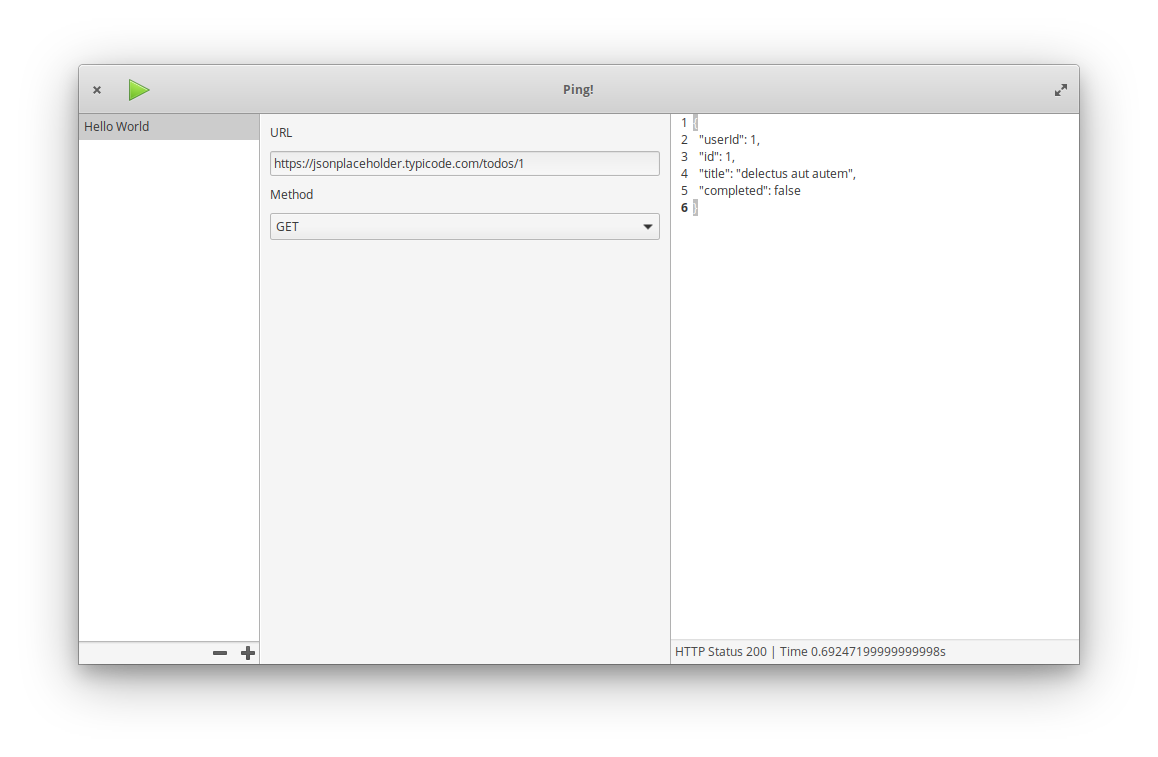 Ping!
Hello World
URL
https://jsonplaceholder.typicode.com/todos/1
Method
GET
1 {
2 "userId": 1,
3 "id": 1,
4 "title": "delectus aut autem",
5 "completed": false
6 }
HTTP Status 200 | Time 0.69247199999999998s